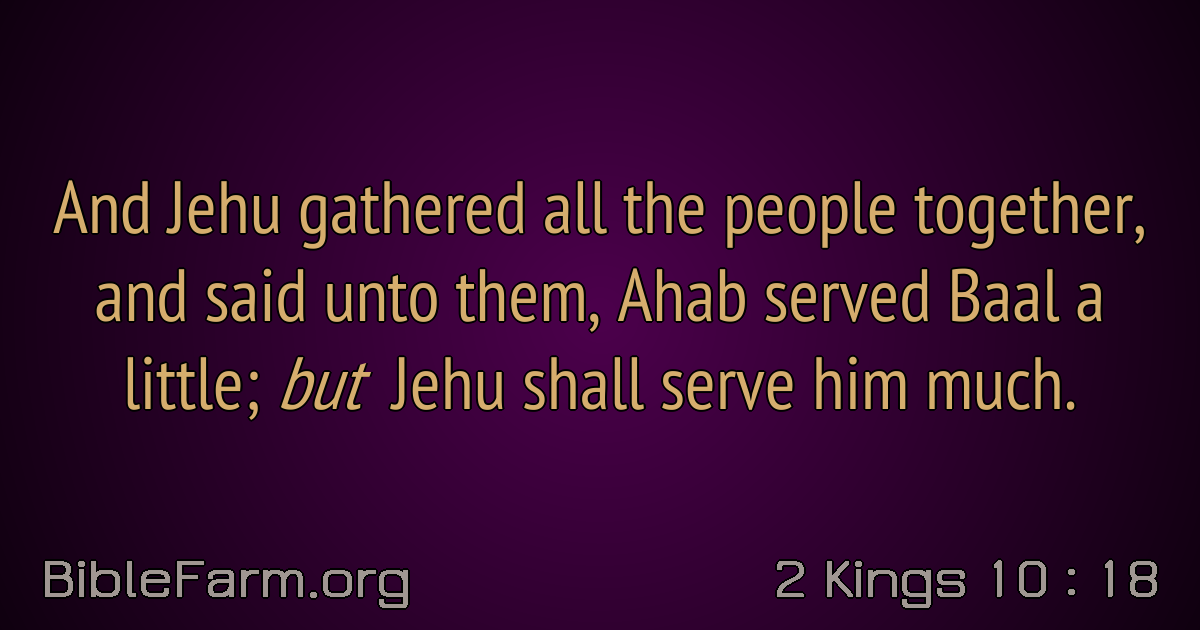 And Jehu gathered all the people together,
and said unto them, Ahab served Baal a
little; but Jehu shall serve him much.
BibleFarm.org
2 Kings 10 : 18